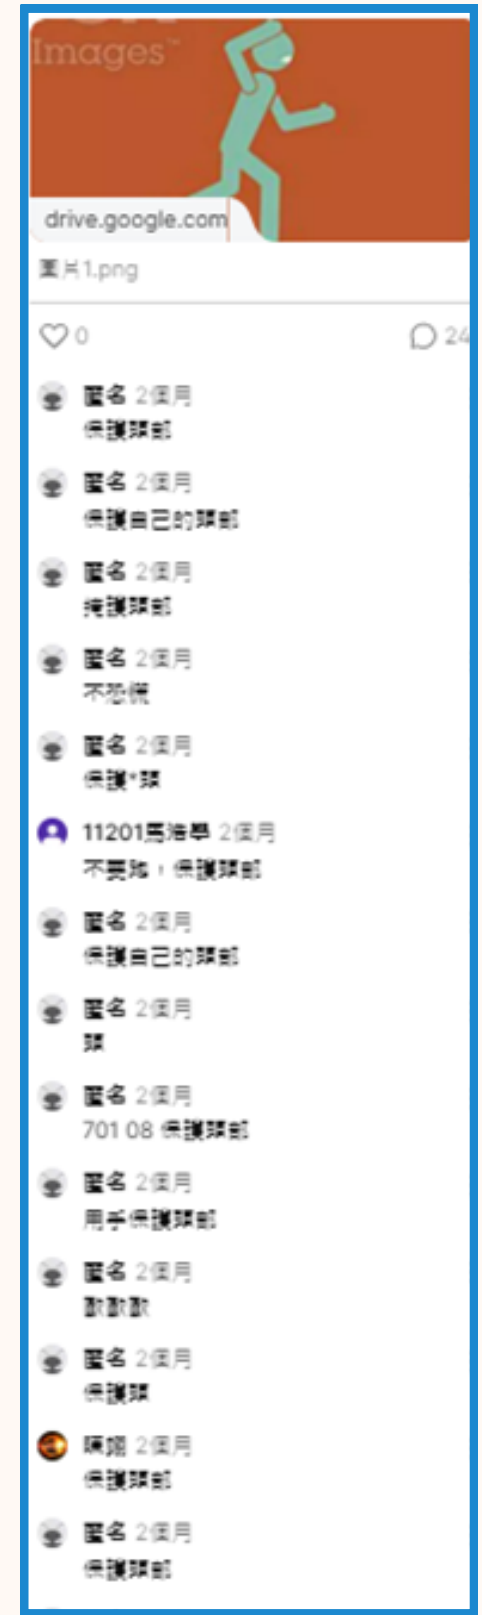 Images™
drive.google.com
圖片1.png
0
24
匿名 2個月
保護頭部
匿名 2個月
保護自己的頭部
匿名 2個月
掩護頭部
匿名 2個月
不恐慌
匿名 2個月
保護*頭
11201馬浩學 2個月
不要跑，保護頭部
匿名 2個月
保護自己的頭部
匿名 2個月
頭
匿名 2個月
701 08 保護頭部
匿名 2個月
用手保護頭部
匿名 2個月
匿名 2個月
保護頭
2個月
保護頭部
匿名 2個月
保護頭部